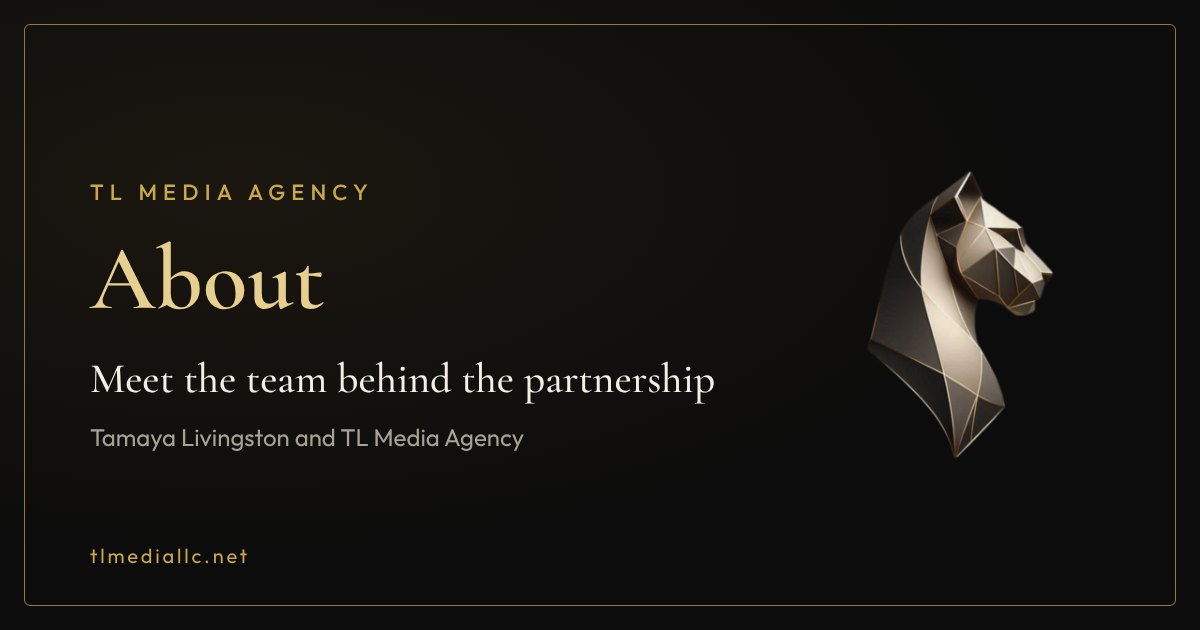 TL MEDIA AGENCY
About
Meet the team behind the partnership
Tamaya Livingston and TL Media Agency
tlmediallc.net